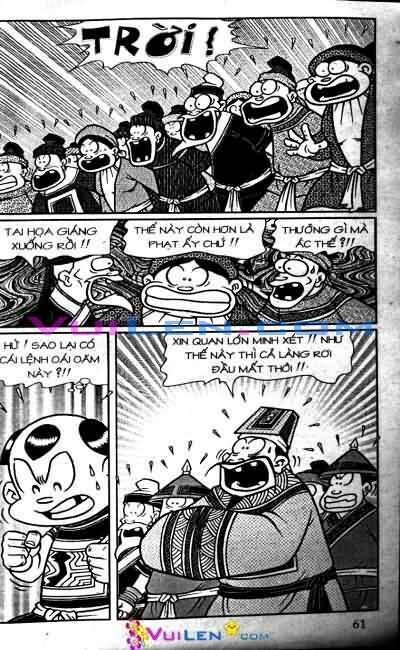 TRỜI!
TAI HỌA GIÁNG
XUỐNG RỒI!!
THẾ NÀY CÒN HƠN LÀ
PHẠT ẤY CHỨ!!
THƯỞNG GÌ MÀ
ÁC THẾ?!!
VUILEN.COM
HỪ! SAO LẠI CÓ
CÁI LỆNH OÁI OĂM
NÀY?!!
XIN QUAN LỚN MINH XÉT!! NHƯ
THẾ NÀY THÌ CẢ LÀNG RƠI
ĐẦU MẤT THÔI!!
61
VUILEN.COM